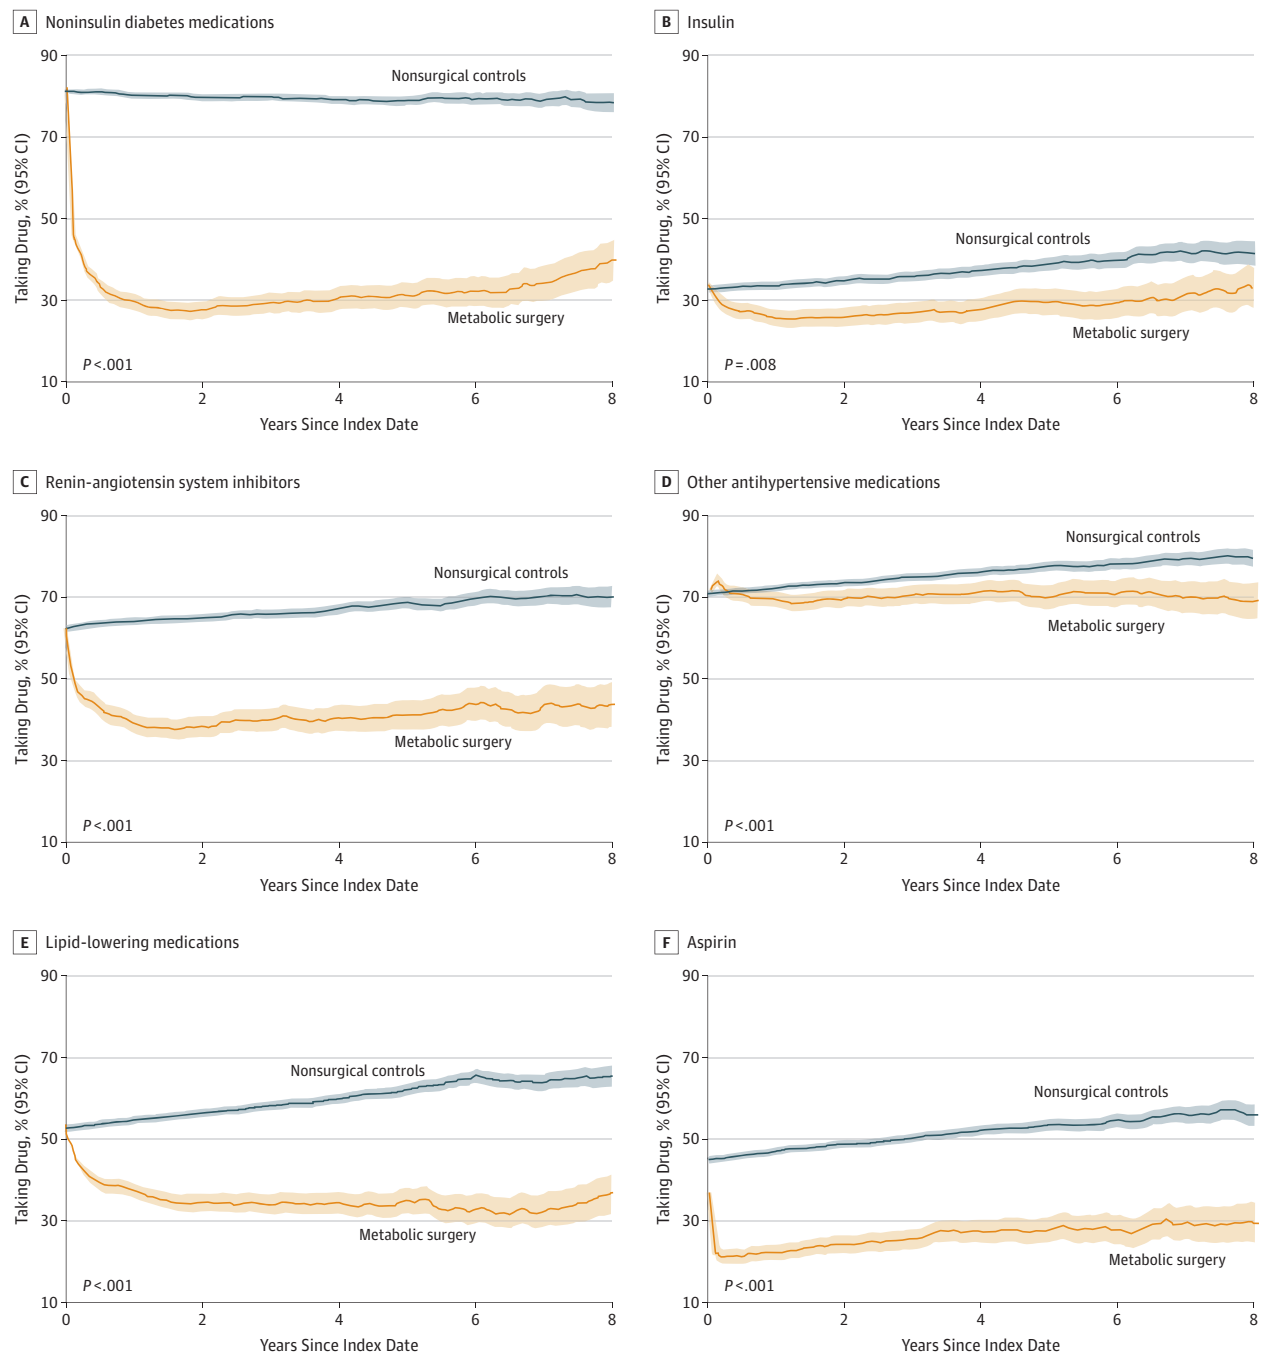 A Noninsulin diabetes medications
Taking Drug, % (95% CI)
90
70
50
30
10
Nonsurgical controls
Metabolic surgery
P <.001
0 2 4 6 8
Years Since Index Date
B Insulin
Taking Drug, % (95% CI)
90
70
50
30
10
Nonsurgical controls
Metabolic surgery
P = .008
0 2 4 6 8
Years Since Index Date
C Renin-angiotensin system inhibitors
Taking Drug, % (95% CI)
90
70
50
30
10
Nonsurgical controls
Metabolic surgery
P <.001
0 2 4 6 8
Years Since Index Date
D Other antihypertensive medications
Taking Drug, % (95% CI)
90
70
50
30
10
Nonsurgical controls
Metabolic surgery
P <.001
0 2 4 6 8
Years Since Index Date
E Lipid-lowering medications
Taking Drug, % (95% CI)
90
70
50
30
10
Nonsurgical controls
Metabolic surgery
P <.001
0 2 4 6 8
Years Since Index Date
F Aspirin
Taking Drug, % (95% CI)
90
70
50
30
10
Nonsurgical controls
Metabolic surgery
P <.001
0 2 4 6 8
Years Since Index Date